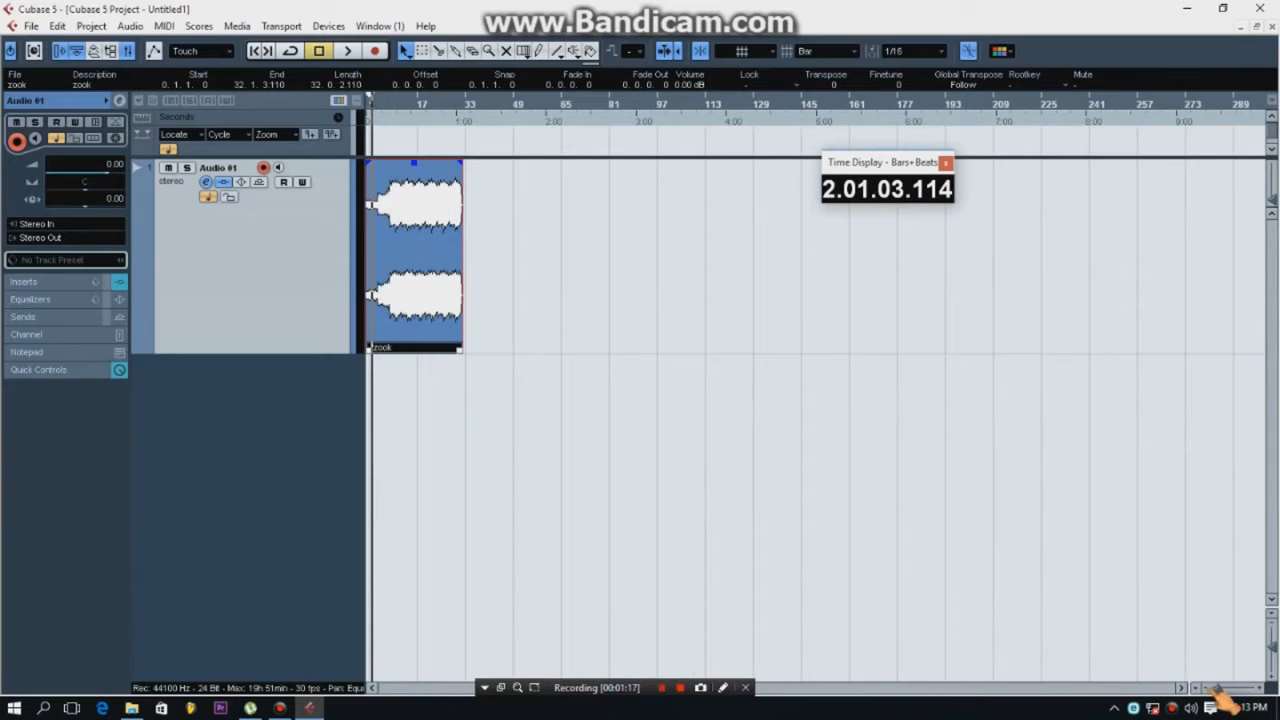 Cubase 5 - [Cubase 5 Project - Untitled1]
www.Bandicam.com
File Edit Project Audio MIDI Scores Media Transport Devices Window (1) Help
Touch Bar 1/16
File Description Start End Length Offset Snap Fade In Fade Out Volume Lock Transpose Finetune Global Transpose Rootkey Mute
zook zook 0. 1. 1. 0 32. 1. 3.110 32. 0. 2.110 0. 0. 0. 0 0. 0. 0. 0 0. 0. 0. 0 0. 0. 0. 0 0.00 dB - 0 0 Follow - -
Audio 01
Seconds
17 33 49 65 81 97 113 129 145 161 177 193 209 225 241 257 273 289
1:00 2:00 3:00 4:00 5:00 6:00 7:00 8:00 9:00
M S R W
Locate Cycle Zoom
0.00
C
0.00
1 M S Audio 01
stereo e R W
Stereo In
Stereo Out
No Track Preset
Inserts
Equalizers
Sends
Channel
Notepad
Quick Controls
Time Display - Bars+Beats x
2.01.03.114
zook
Rec: 44100 Hz - 24 Bit - Max: 19h 51min - 30 fps - Pan: Equ
Recording [00:01:17]
:13 PM